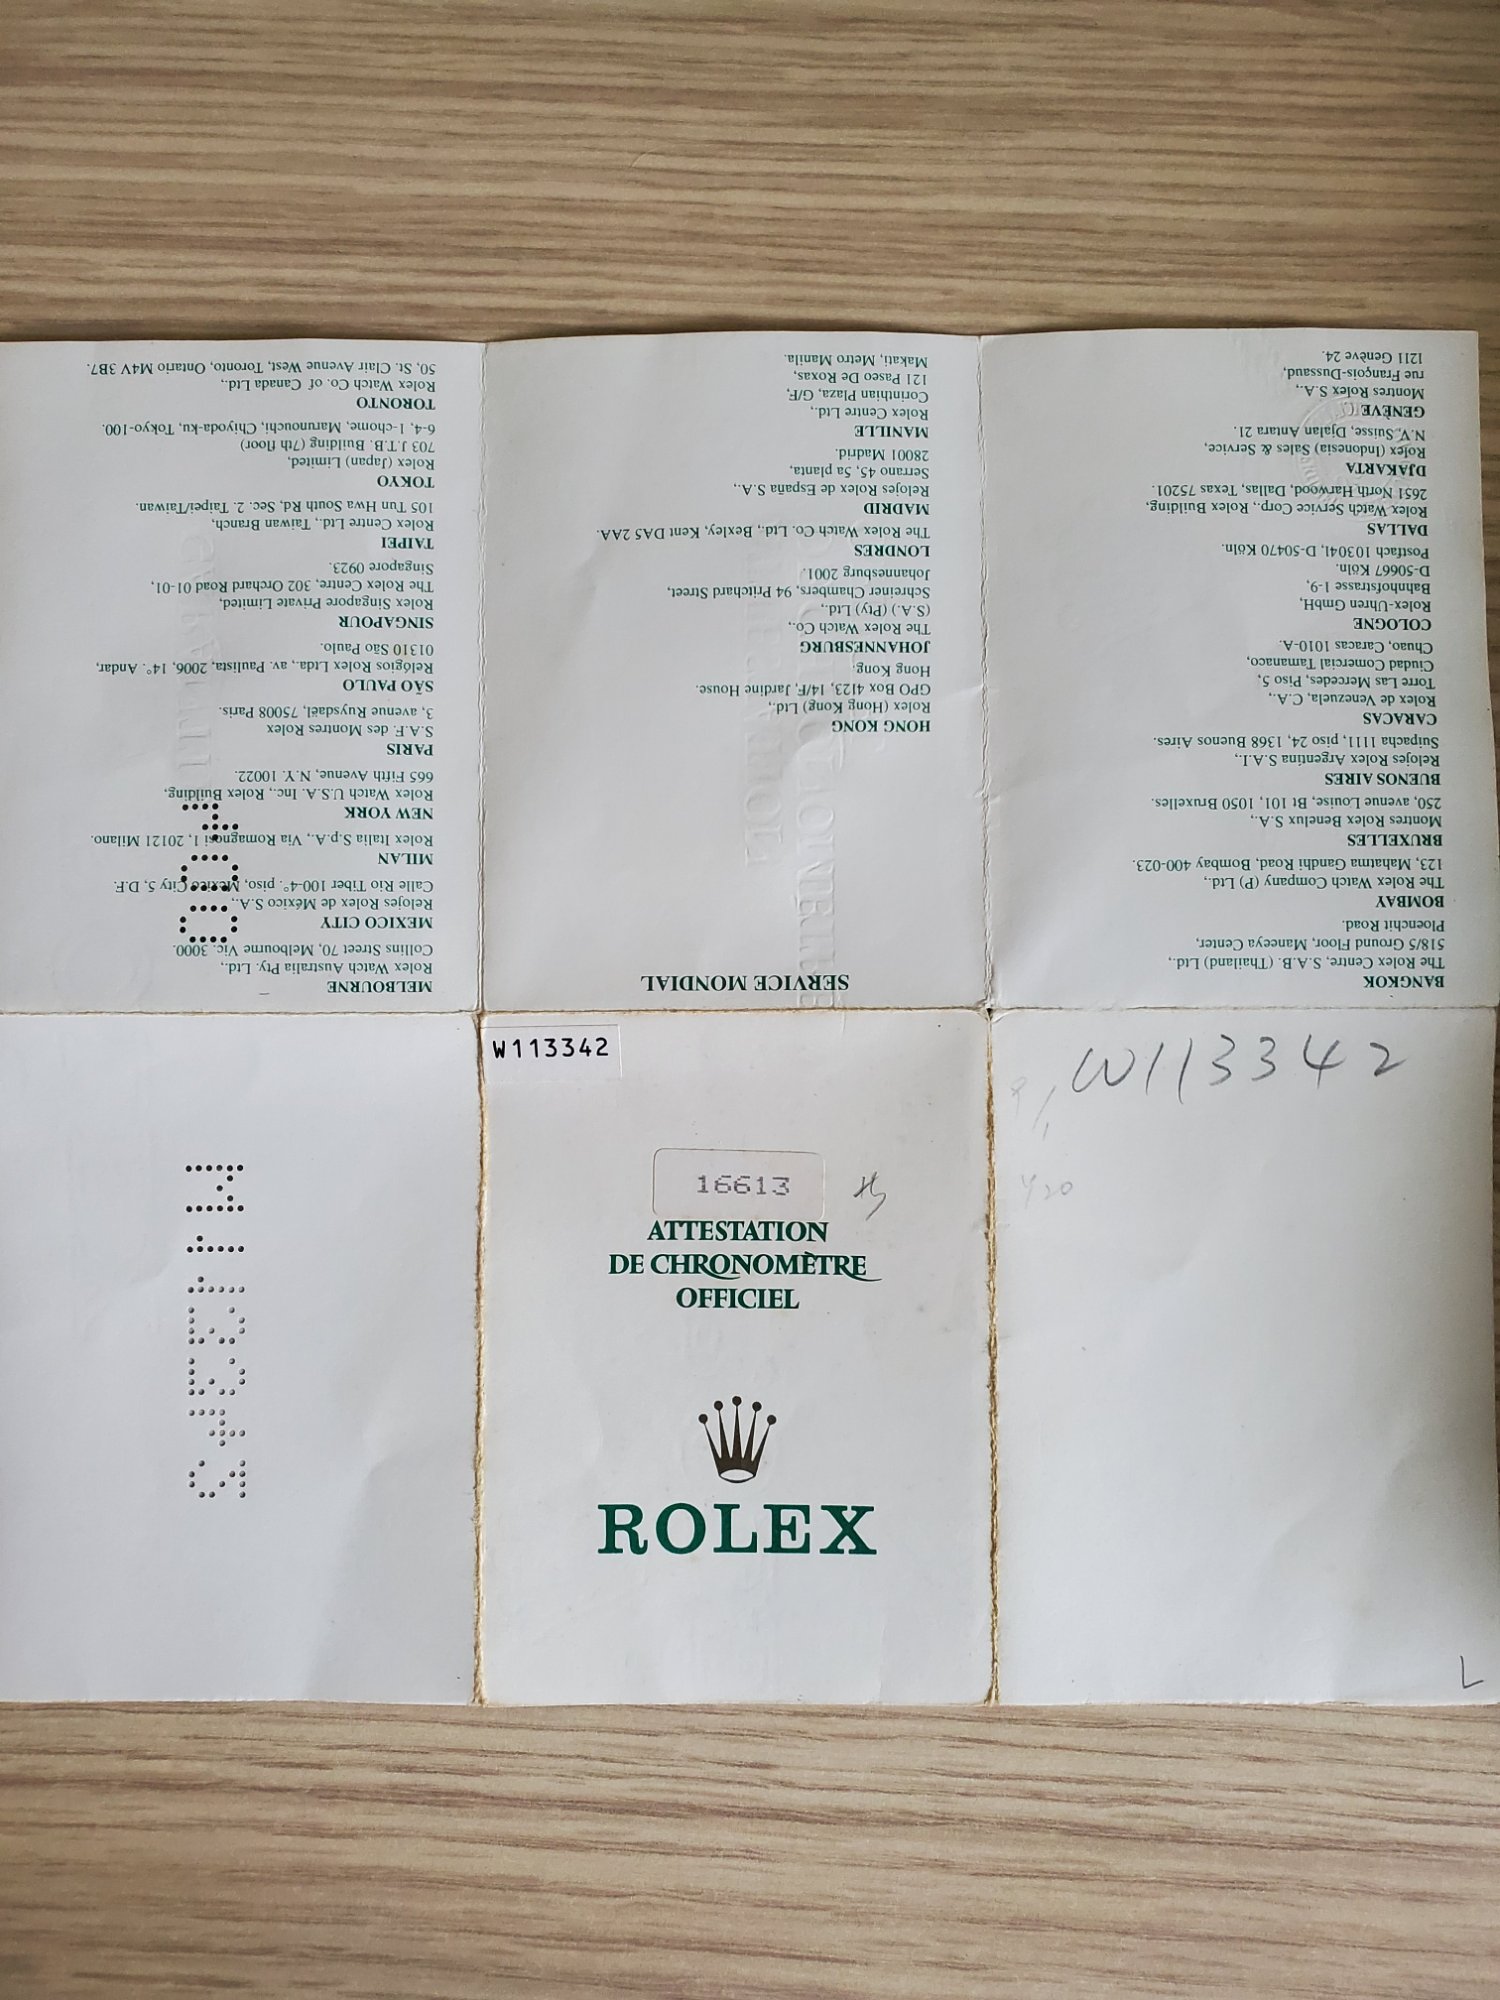 W113342
16613
ATTESTATION
DE CHRONOMÈTRE
OFFICIEL
ROLEX
W113342
420
L
W113342
SERVICE MONDIAL
BANGKOK
The Rolex Centre, S.A.B. (Thailand) Ltd.,
518/5 Ground Floor, Maneeya Center,
Ploenchit Road.
BOMBAY
The Rolex Watch Company (P) Ltd.,
123, Mahatma Gandhi Road, Bombay 400-023.
BRUXELLES
Montres Rolex Benelux S.A.,
250, avenue Louise, Bt 101, 1050 Bruxelles.
BUENOS AIRES
Relojes Rolex Argentina S.A.I.,
Suipacha 1111, piso 24, 1368 Buenos Aires.
CARACAS
Rolex de Venezuela, C.A.,
Torre Las Mercedes, Piso 5,
Ciudad Comercial Tamanaco,
Chuao, Caracas 1010-A.
COLOGNE
Rolex-Uhren GmbH,
Bahnhofstrasse 1-9,
D-50667 Köln.
Postfach 103041, D-50470 Köln.
DALLAS
Rolex Watch Service Corp., Rolex Building,
2651 North Harwood, Dallas, Texas 75201.
DJAKARTA
Rolex (Indonesia) Sales & Service,
N.V. Suisse, Djalan Antara 21.
GENÈVE
Montres Rolex S.A.,
rue François-Dussaud,
1211 Genève 24.
HONG KONG
Rolex (Hong Kong) Ltd.,
GPO Box 4123, 14/F, Jardine House.
Hong Kong.
JOHANNESBURG
The Rolex Watch Co.,
(S.A.) (Pty) Ltd.,
Schreiner Chambers, 94 Pritchard Street,
Johannesburg 2001.
LONDRES
The Rolex Watch Co. Ltd., Bexley, Kent DA5 2AA.
MADRID
Relojes Rolex de España S.A.,
Serrano 45, 5a planta,
28001 Madrid.
MANILLE
Rolex Centre Ltd.,
Corinthian Plaza, G/F,
121 Paseo De Roxas,
Makati, Metro Manila.
MELBOURNE
Rolex Watch Australia Pty. Ltd.,
Collins Street 70, Melbourne Vic. 3000.
MEXICO CITY
Relojes Rolex de México S.A.,
Calle Rio Tiber 100-4°. piso, Mexico City 5, D.F.
MILAN
Rolex Italia S.p.A., Via Romagnosi 1, 20121 Milano.
NEW YORK
Rolex Watch U.S.A. Inc., Rolex Building,
665 Fifth Avenue, N.Y. 10022.
PARIS
S.A.F. des Montres Rolex
3, avenue Ruysdaël, 75008 Paris.
SÃO PAULO
Relógios Rolex Ltda., av. Paulista, 2006, 14°. Andar,
01310 São Paulo.
SINGAPOUR
Rolex Singapore Private Limited,
The Rolex Centre, 302 Orchard Road 01-01,
Singapore 0923.
TAIPEI
Rolex Centre Ltd., Taiwan Branch,
105 Tun Hwa South Rd, Sec. 2. Taipei/Taiwan.
TOKYO
Rolex (Japan) Limited,
703 J.T.B. Building (7th floor)
6-4, 1-chome, Marunouchi, Chiyoda-ku, Tokyo-100.
TORONTO
Rolex Watch Co. of Canada Ltd.,
50, St. Clair Avenue West, Toronto, Ontario M4V 3B7.